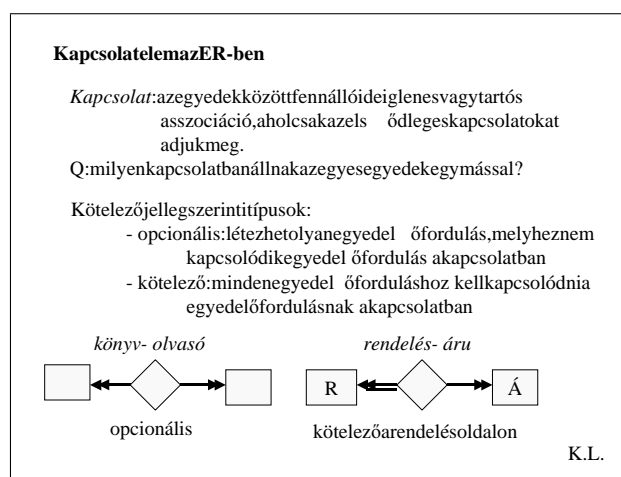 KapcsolatelemazER-ben
Kapcsolat:azegyedekközöttfennállóideiglenesvagytartós
asszociáció,aholcsakazels ődlegeskapcsolatokat
adjukmeg.
Q:milyenkapcsolatbanállnakazegyesegyedekegymással?
Kötelezőjellegszerintitípusok:
- opcionális:létezhetolyanegyedel őfordulás,melyheznem
kapcsolódikegyedel őfordulás akapcsolatban
- kötelező:mindenegyedel őforduláshoz kellkapcsolódnia
egyedelőfordulásnak akapcsolatban
könyv- olvasó rendelés- áru
R Á
opcionális kötelezőarendelésoldalon
K.L.